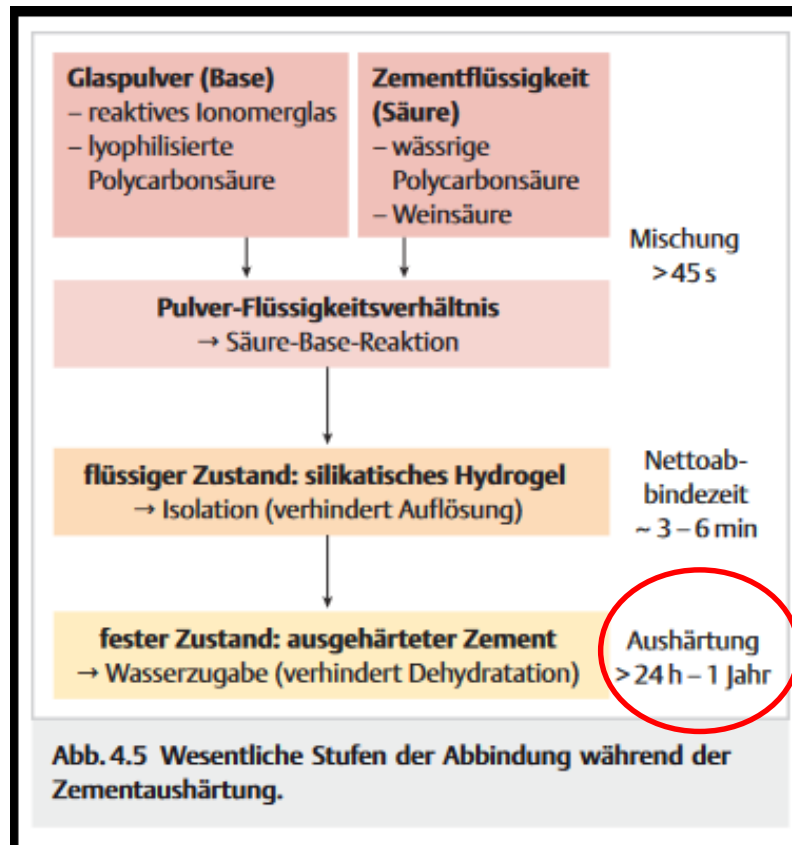 Glaspulver (Base)
– reaktives Ionomerglas
– lyophilisierte
Polycarbonsäure
Zementflüssigkeit
(Säure)
– wässrige
Polycarbonsäure
– Weinsäure
Mischung
> 45 s
Pulver-Flüssigkeitsverhältnis
→ Säure-Base-Reaktion
flüssiger Zustand: silikatisches Hydrogel
→ Isolation (verhindert Auflösung)
Nettoab-
bindezeit
~ 3 – 6 min
fester Zustand: ausgehärteter Zement
→ Wasserzugabe (verhindert Dehydratation)
Aushärtung
> 24 h – 1 Jahr
Abb. 4.5 Wesentliche Stufen der Abbindung während der
Zementaushärtung.